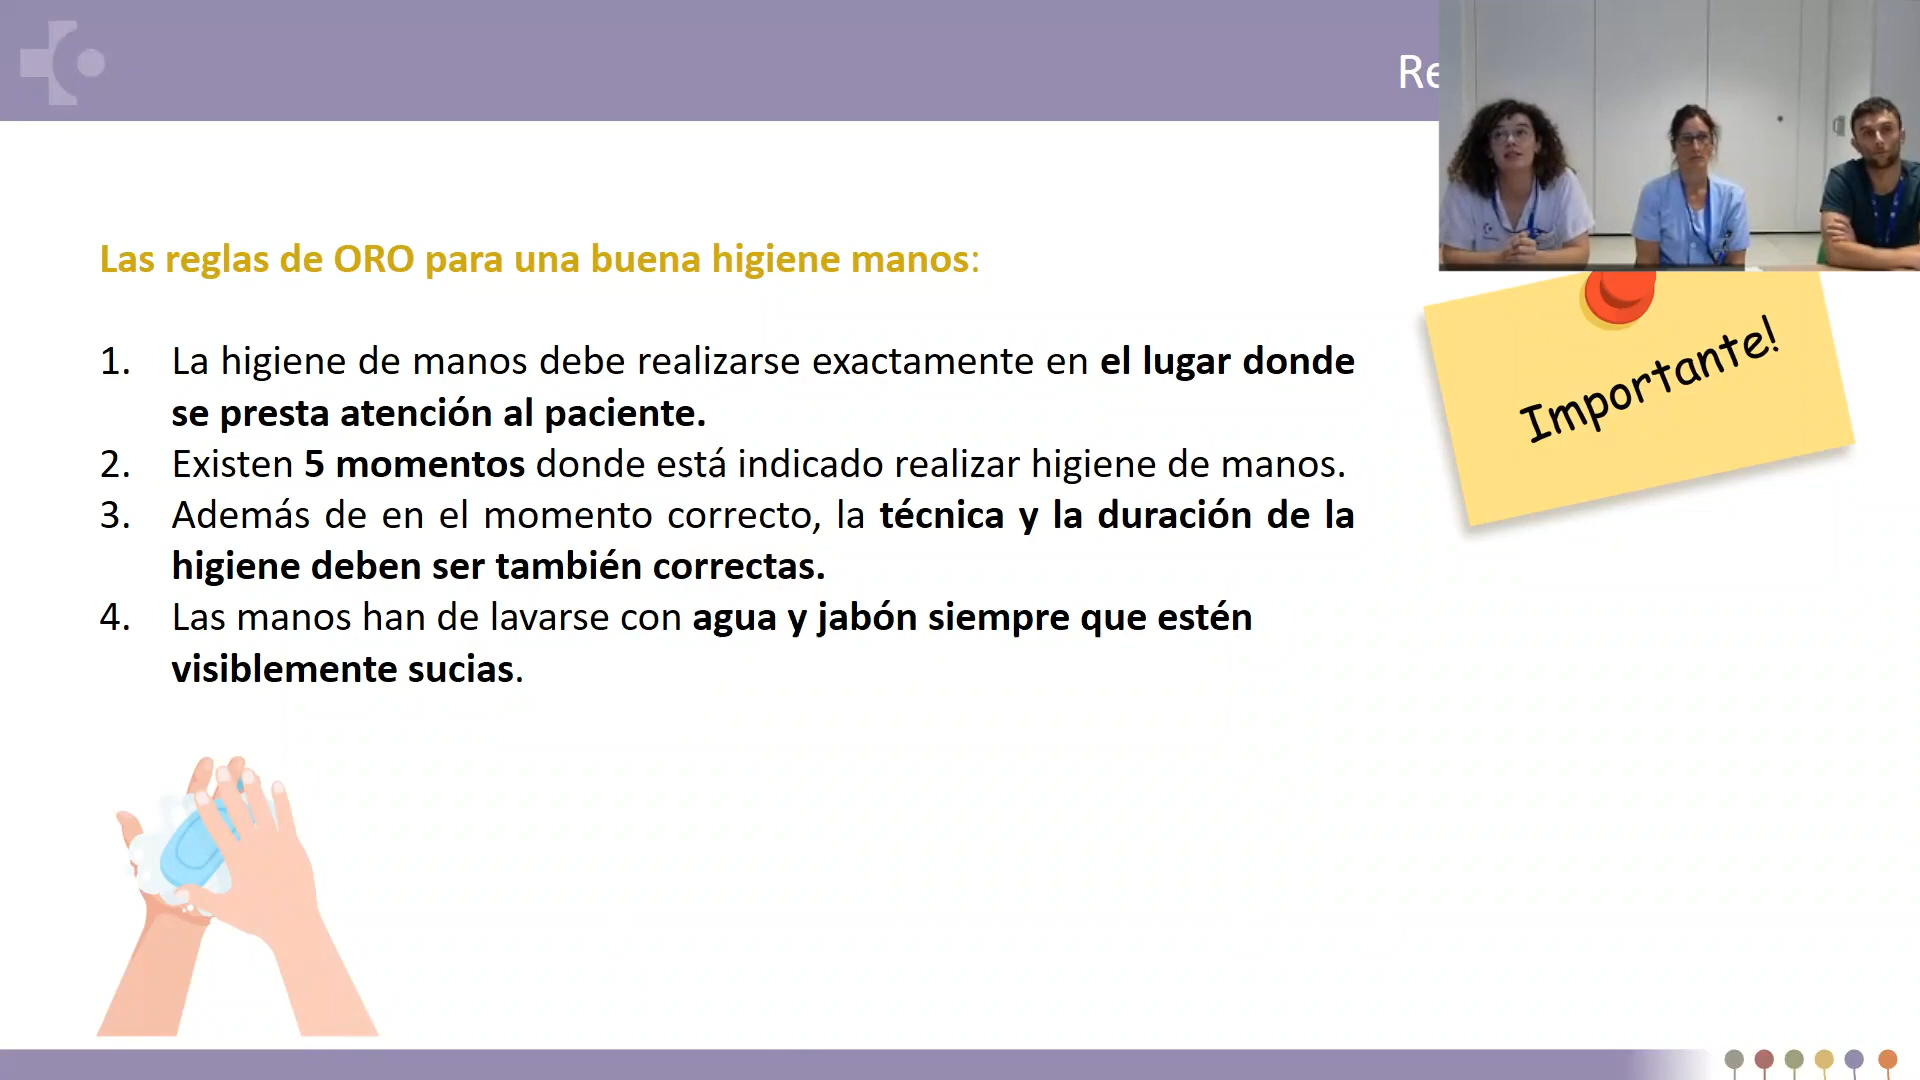 Las reglas de ORO para una buena higiene manos:
1. La higiene de manos debe realizarse exactamente en el lugar donde
se presta atención al paciente.
2. Existen 5 momentos donde está indicado realizar higiene de manos.
3. Además de en el momento correcto, la técnica y la duración de la
higiene deben ser también correctas.
4. Las manos han de lavarse con agua y jabón siempre que estén
visiblemente sucias.
Importante!